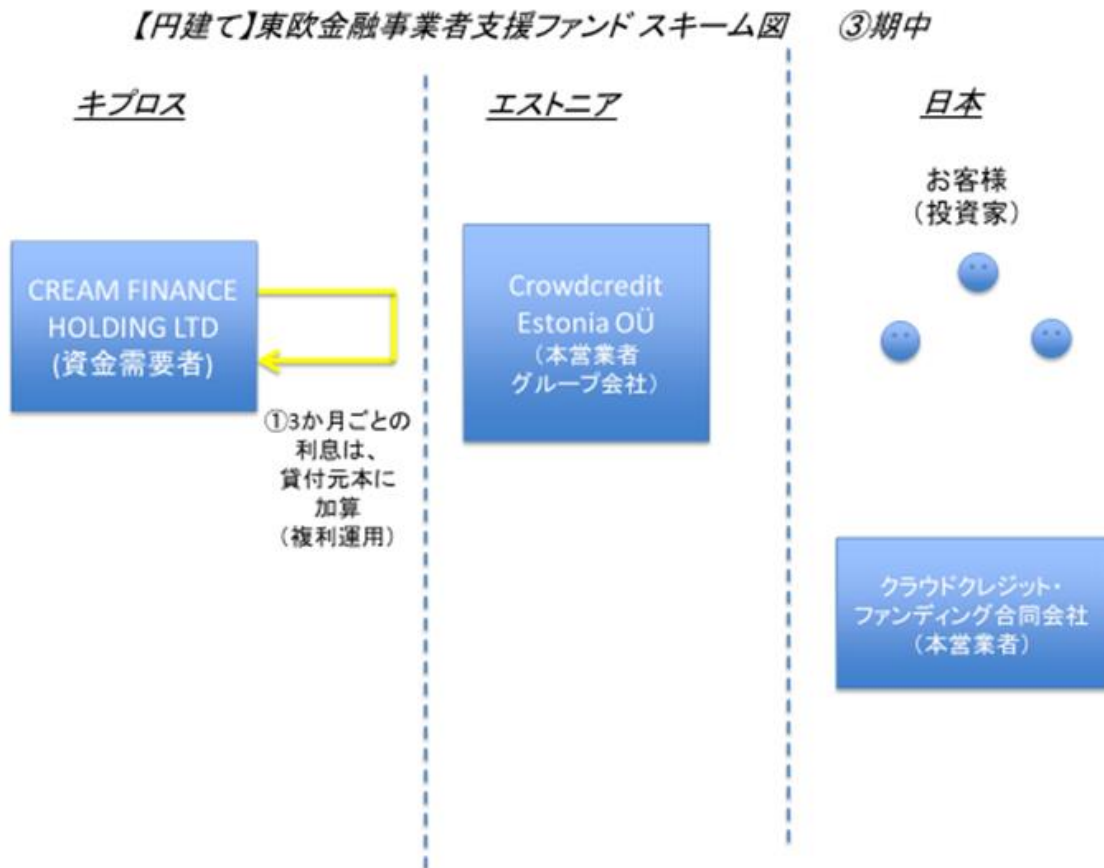 【円建て】東欧金融事業者支援ファンド スキーム図 ③期中
キプロス
エストニア
日本
お客様
（投資家）
CREAM FINANCE
HOLDING LTD
(資金需要者)
Crowdcredit
Estonia OÜ
（本営業者
グループ会社）
①3か月ごとの
利息は、
貸付元本に
加算
（複利運用）
クラウドクレジット・
ファンディング合同会社
（本営業者）